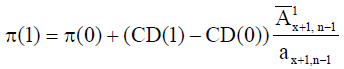 π(1) = π(0) + (CD(1) − CD(0)) A̅¹ₓ₊₁, ₙ₋₁ / aₓ₊₁,ₙ₋₁